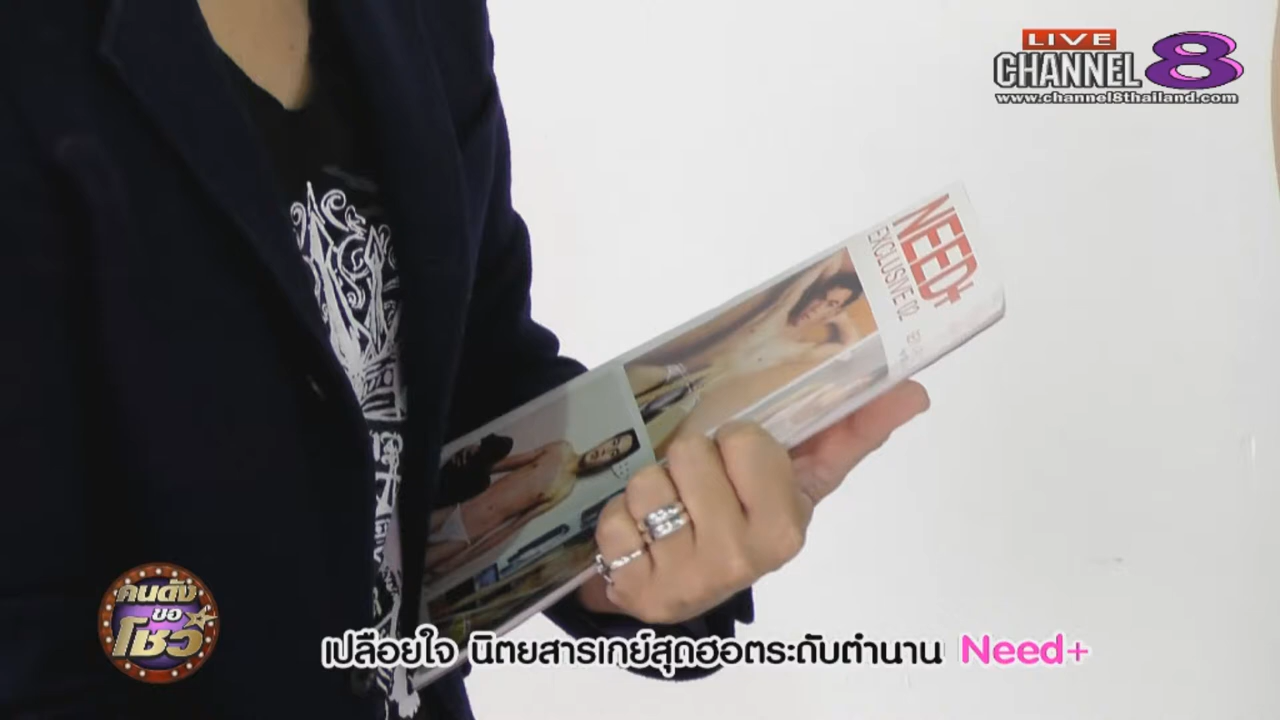 LIVE
CHANNEL 8
www.channel8thailand.com
NEED+
EXCLUSIVE 02
คนดัง
ขอ
โชว์
เปลือยใจ นิตยสารเกย์สุดฮอตระดับตำนาน Need+